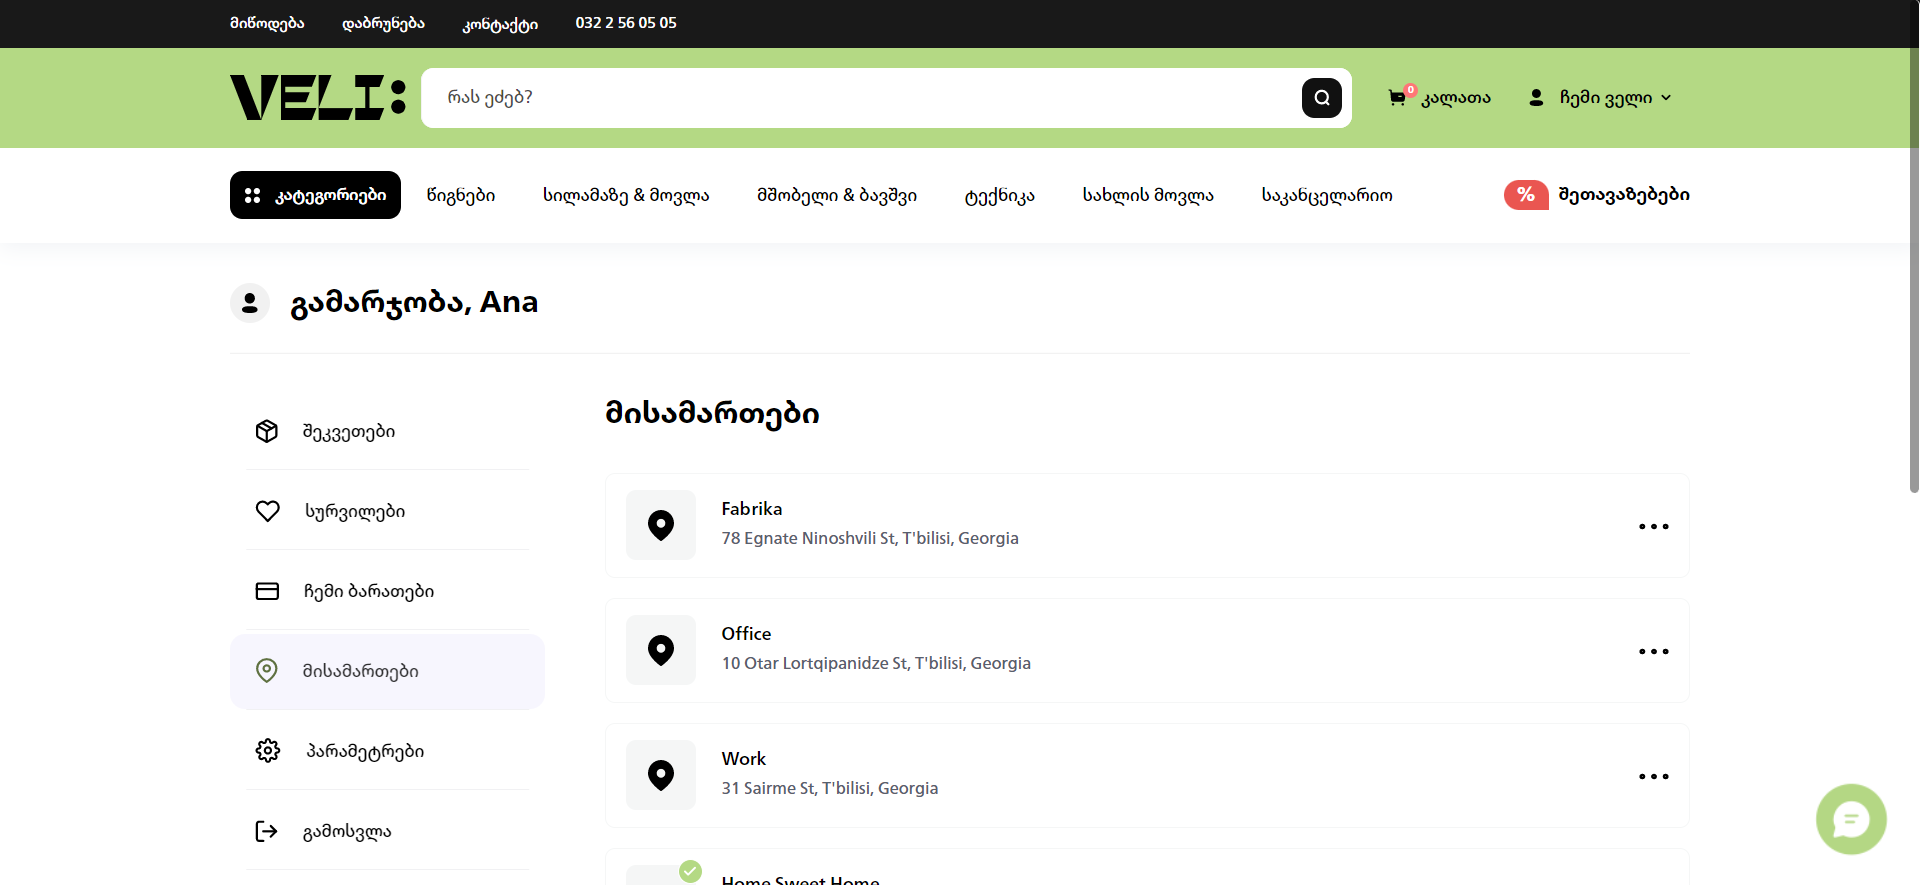 მიწოდება დაბრუნება კონტაქტი 032 2 56 05 05
VELI:
რას ეძებ?
0
კალათა
ჩემი ველი
კატეგორიები წიგნები სილამაზე & მოვლა მშობელი & ბავშვი ტექნიკა სახლის მოვლა საკანცელარიო % შეთავაზებები
გამარჯობა, Ana
შეკვეთები
სურვილები
ჩემი ბარათები
მისამართები
პარამეტრები
გამოსვლა
მისამართები
Fabrika
78 Egnate Ninoshvili St, T'bilisi, Georgia
Office
10 Otar Lortqipanidze St, T'bilisi, Georgia
Work
31 Sairme St, T'bilisi, Georgia
Home Sweet Home